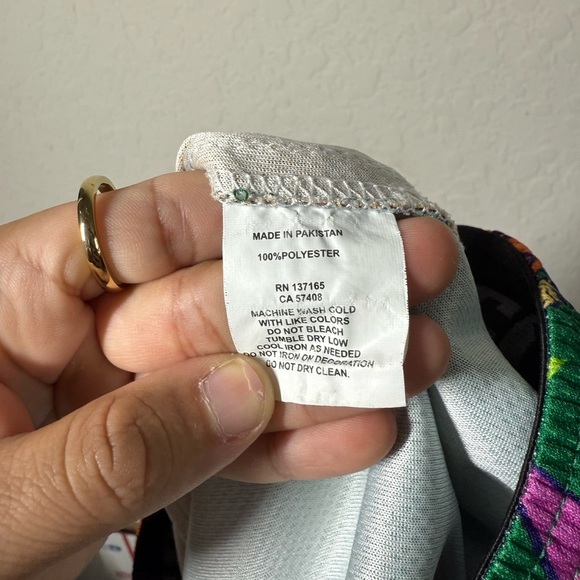 MADE IN PAKISTAN
100%POLYESTER
RN 137165
CA 57408
MACHINE WASH COLD
WITH LIKE COLORS
DO NOT BLEACH
TUMBLE DRY LOW
COOL IRON AS NEEDED
DO NOT IRON ON DECORATION
DO NOT DRY CLEAN.